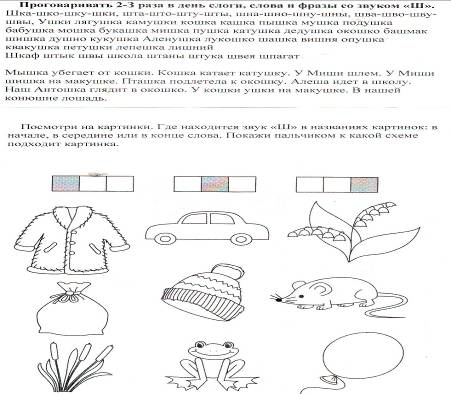 Проговаривать 2-3 раза в день слоги, слова и фразы со звуком «Ш».
Шка-шко-шку-шки, шта-што-шту-шты, шна-шно-шну-шны, шва-шво-шву-
швы, Ушки лягушка камушки кошка кашка пышка мушка подушка
бабушка мошка букашка мишка пушка катушка дедушка окошко башмак
шишка душно кукушка Аленушка лукошко шапка вишня опушка
квакушка петушки лепешка лишний
Шкаф штык швы школа штаны штука швея шпагат
Мышка убегает от кошки. Кошка катает катушку. У Миши шлем. У Миши
шишка на макушке. Пташка подлетела к окошку. Алеша идет в школу.
Наш Антошка глядит в окошко. У кошки ушки на макушке. В нашей
конюшне лошадь.
Посмотри на картинки. Где находится звук «Ш» в названиях картинок: в
начале, в середине или в конце слова. Покажи пальчиком к какой схеме
подходит картинка.